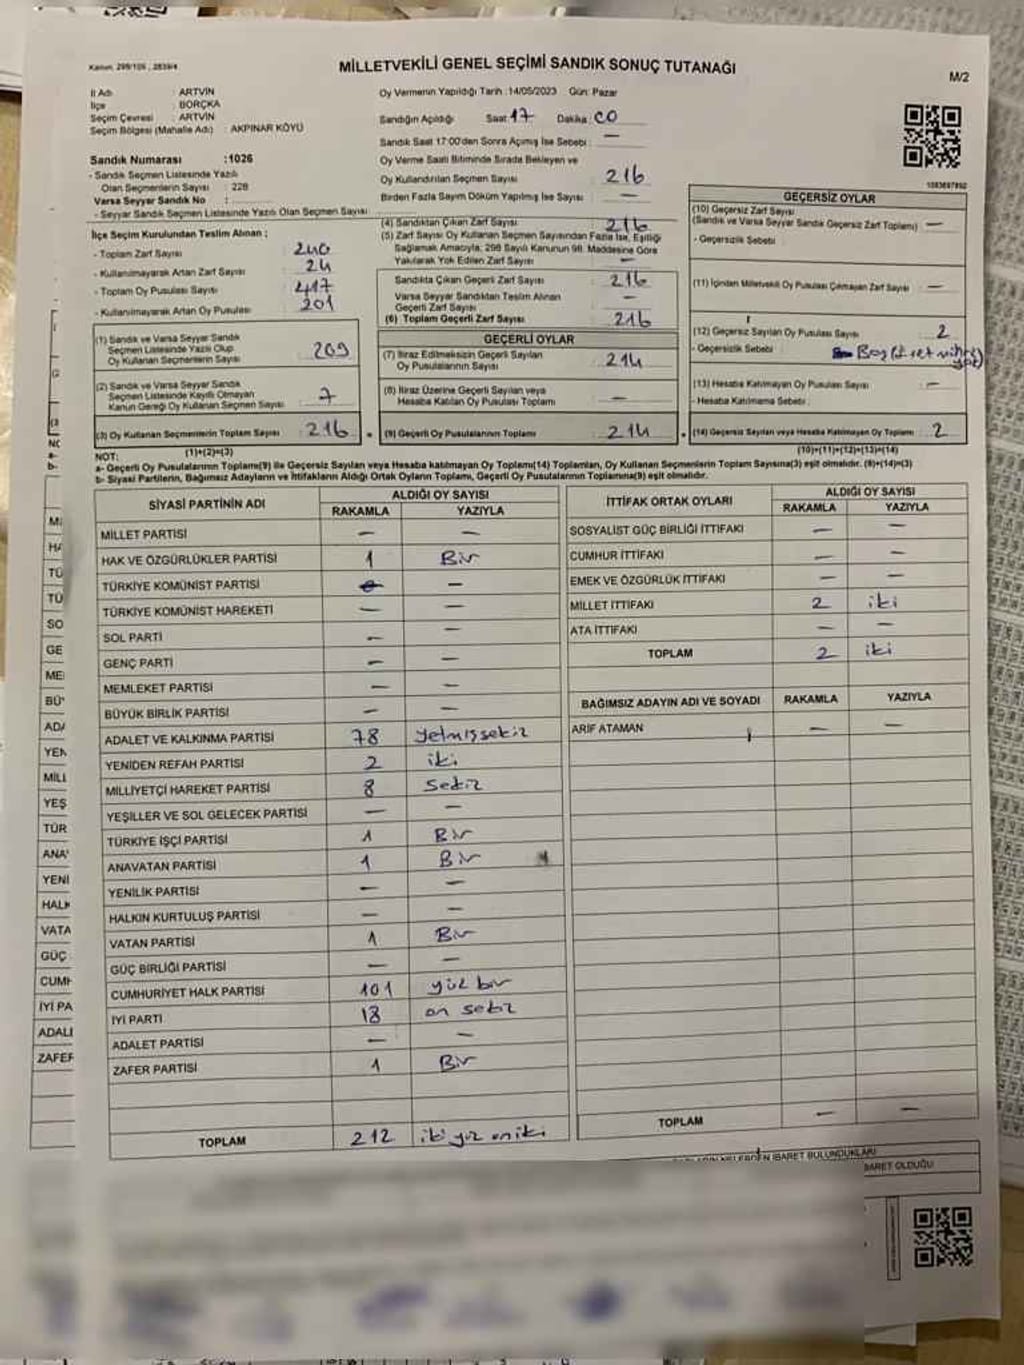 Kanun: 298/105 , 2839/4
MİLLETVEKİLİ GENEL SEÇİMİ SANDIK SONUÇ TUTANAĞI
M/2
İl Adı : ARTVİN
İlçe : BORÇKA
Seçim Çevresi : ARTVİN
Seçim Bölgesi (Mahalle Adı) : AKPINAR KÖYÜ
Oy Vermenin Yapıldığı Tarih :14/05/2023 Gün: Pazar
Sandığın Açıldığı Saat 17 Dakika 00
Sandık Saat 17:00'den Sonra Açımış İse Sebebi : —
Sandık Numarası :1026
- Sandık Seçmen Listesinde Yazılı
Olan Seçmenlerin Sayısı : 228
Varsa Seyyar Sandık No :
- Seyyar Sandık Seçmen Listesinde Yazılı Olan Seçmen Sayısı
Oy Verme Saati Bitiminde Sırada Bekleyen ve
Oy Kullandırılan Seçmen Sayısı : 216
Birden Fazla Sayım Döküm Yapılmış İse Sayısı : —
İlçe Seçim Kurulundan Teslim Alınan ;
- Toplam Zarf Sayısı : 240
- Kullanılmayarak Artan Zarf Sayısı : 24
- Toplam Oy Pusulası Sayısı : 417
- Kullanılmayarak Artan Oy Pusulası : 201
(4) Sandıktan Çıkan Zarf Sayısı : 216
(5) Zarf Sayısı Oy Kullanan Seçmen Sayısından Fazla İse, Eşitliği
Sağlamak Amacıyla; 298 Sayılı Kanunun 98. Maddesine Göre
Yakılarak Yok Edilen Zarf Sayısı : —
Sandıkta Çıkan Geçerli Zarf Sayısı : 216
Varsa Seyyar Sandıktan Teslim Alınan
Geçerli Zarf Sayısı : —
(6) Toplam Geçerli Zarf Sayısı : 216
1083697892
GEÇERSİZ OYLAR
(10) Geçersiz Zarf Sayısı
(Sandık ve Varsa Seyyar Sandık Geçersiz Zarf Toplamı) : —
- Geçersizlik Sebebi :
(11) İçinden Milletvekili Oy Pusulası Çıkmayan Zarf Sayısı : —
(12) Geçersiz Sayılan Oy Pusulası Sayısı : 2
- Geçersizlik Sebebi : Boş
(13) Hesaba Katılmayan Oy Pusulası Sayısı : —
- Hesaba Katılmama Sebebi :
(14) Geçersiz Sayılan veya Hesaba Katılmayan Oy Toplamı : 2
(10)+(11)+(12)+(13)=(14)
(1) Sandık ve Varsa Seyyar Sandık
Seçmen Listesinde Yazılı Olup
Oy Kullanan Seçmenlerin Sayısı : 209
(2) Sandık ve Varsa Seyyar Sandık
Seçmen Listesinde Kayıtlı Olmayan
Kanun Gereği Oy Kullanan Seçmen Sayısı : 7
(3) Oy Kullanan Seçmenlerin Toplam Sayısı : 216
(1)+(2)=(3)
GEÇERLİ OYLAR
(7) İtiraz Edilmeksizin Geçerli Sayılan
Oy Pusulalarının Sayısı : 214
(8) İtiraz Üzerine Geçerli Sayılan veya
Hesaba Katılan Oy Pusulası Toplamı : —
(9) Geçerli Oy Pusulalarının Toplamı : 214
NOT:
a- Geçerli Oy Pusulalarının Toplamı(9) ile Geçersiz Sayılan veya Hesaba katılmayan Oy Toplamı(14) Toplamları, Oy Kullanan Seçmenlerin Toplam Sayısına(3) eşit olmalıdır. (9)+(14)=(3)
b- Siyasi Partilerin, Bağımsız Adayların ve İttifakların Aldığı Oyların Toplamı, Geçerli Oy Pusulalarının Toplamına(9) eşit olmalıdır.
SİYASİ PARTİNİN ADI ALDIĞI OY SAYISI
RAKAMLA YAZIYLA
MİLLET PARTİSİ — —
HAK VE ÖZGÜRLÜKLER PARTİSİ 1 Bir
TÜRKİYE KOMÜNİST PARTİSİ —
TÜRKİYE KOMÜNİST HAREKETİ — —
SOL PARTİ — —
GENÇ PARTİ — —
MEMLEKET PARTİSİ — —
BÜYÜK BİRLİK PARTİSİ — —
ADALET VE KALKINMA PARTİSİ 78 yetmişsekiz
YENİDEN REFAH PARTİSİ 2 iki
MİLLİYETÇİ HAREKET PARTİSİ 8 sekiz
YEŞİLLER VE SOL GELECEK PARTİSİ — —
TÜRKİYE İŞÇİ PARTİSİ 1 Bir
ANAVATAN PARTİSİ 1 Bir
YENİLİK PARTİSİ — —
HALKIN KURTULUŞ PARTİSİ — —
VATAN PARTİSİ 1 Bir
GÜÇ BİRLİĞİ PARTİSİ — —
CUMHURİYET HALK PARTİSİ 101 yüz bir
İYİ PARTİ 18 on sekiz
ADALET PARTİSİ — —
ZAFER PARTİSİ 1 Bir
TOPLAM 212 iki yüz oniki
İTTİFAK ORTAK OYLARI ALDIĞI OY SAYISI
RAKAMLA YAZIYLA
SOSYALİST GÜÇ BİRLİĞİ İTTİFAKI — —
CUMHUR İTTİFAKI — —
EMEK VE ÖZGÜRLÜK İTTİFAKI — —
MİLLET İTTİFAKI 2 iki
ATA İTTİFAKI — —
TOPLAM 2 iki
BAĞIMSIZ ADAYIN ADI VE SOYADI RAKAMLA YAZIYLA
ARİF ATAMAN — —
TOPLAM — —
İBARET BULUNDUKLARI
BARET OLDUĞU